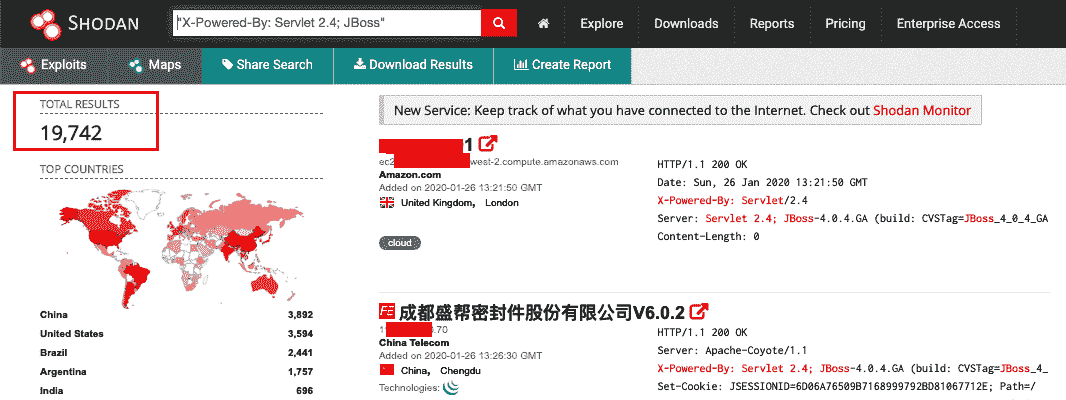 SHODAN
"X-Powered-By: Servlet 2.4; JBoss"
Explore
Downloads
Reports
Pricing
Enterprise Access
Exploits
Maps
Share Search
Download Results
Create Report
TOTAL RESULTS
19,742
TOP COUNTRIES
China 3,892
United States 3,594
Brazil 2,441
Argentina 1,757
India 696
New Service: Keep track of what you have connected to the Internet. Check out Shodan Monitor
1
ec2 west-2.compute.amazonaws.com
Amazon.com
Added on 2020-01-26 13:21:50 GMT
United Kingdom, London
cloud
HTTP/1.1 200 OK
Date: Sun, 26 Jan 2020 13:21:50 GMT
X-Powered-By: Servlet/2.4
Server: Servlet 2.4; JBoss-4.0.4.GA (build: CVSTag=JBoss_4_0_4_GA
Content-Length: 0
成都盛帮密封件股份有限公司V6.0.2
1 .70
China Telecom
Added on 2020-01-26 13:26:30 GMT
China, Chengdu
Technologies:
HTTP/1.1 200 OK
Server: Apache-Coyote/1.1
X-Powered-By: Servlet 2.4; JBoss-4.0.4.GA (build: CVSTag=JBoss_4_
Set-Cookie: JSESSIONID=6D06A76509B7168999792BD81067712E; Path=/